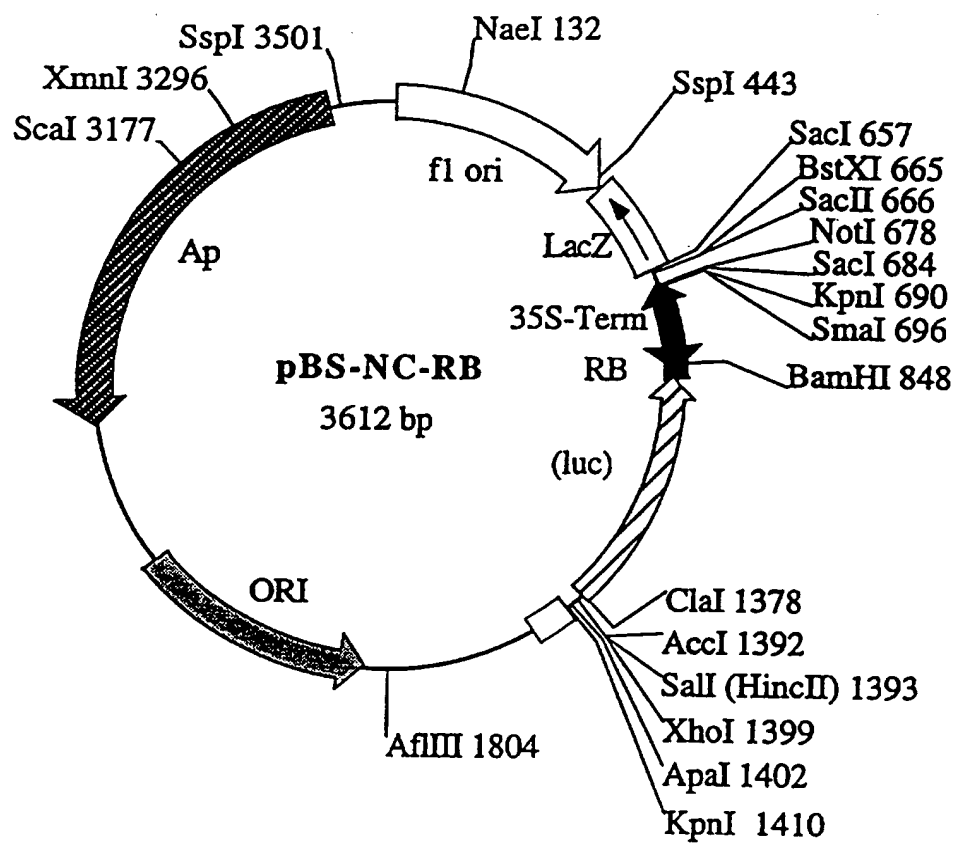 NaeI 132
SspI 3501
XmnI 3296
ScaI 3177
SspI 443
SacI 657
BstXI 665
SacII 666
NotI 678
SacI 684
KpnI 690
SmaI 696
f1 ori
LacZ
Ap
35S-Term
RB
BamHI 848
pBS-NC-RB
3612 bp
(luc)
ORI
ClaI 1378
AccI 1392
SalI (HincII) 1393
XhoI 1399
ApaI 1402
KpnI 1410
AflIII 1804